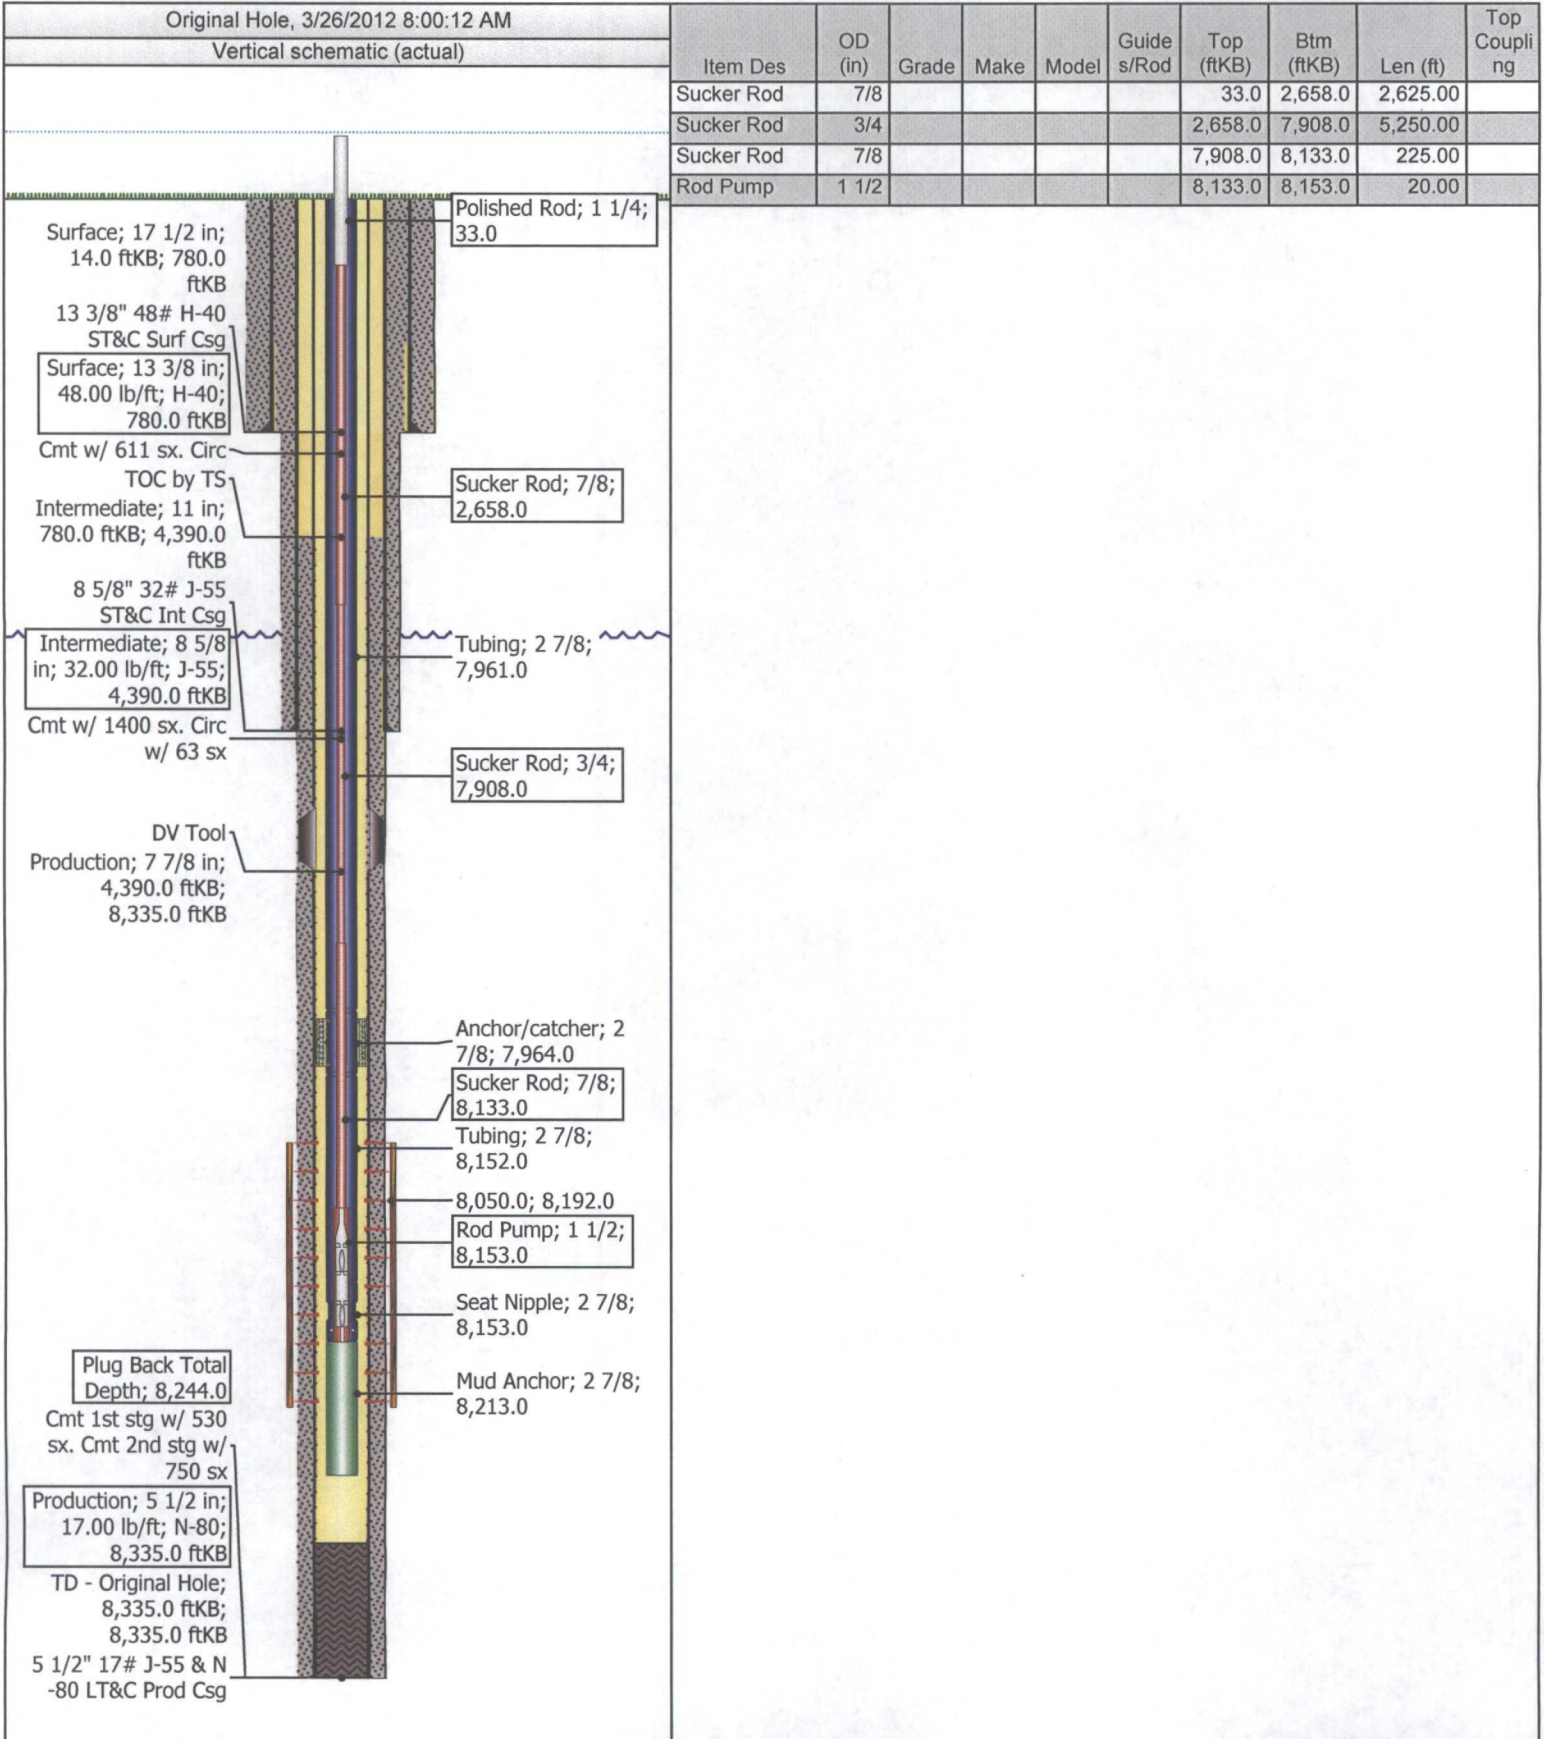 Original Hole, 3/26/2012 8:00:12 AM
Vertical schematic (actual)
Surface; 17 1/2 in;
14.0 ftKB; 780.0
ftKB
13 3/8" 48# H-40
ST&C Surf Csg
Surface; 13 3/8 in;
48.00 lb/ft; H-40;
780.0 ftKB
Cmt w/ 611 sx. Circ
TOC by TS
Intermediate; 11 in;
780.0 ftKB; 4,390.0
ftKB
8 5/8" 32# J-55
ST&C Int Csg
Intermediate; 8 5/8
in; 32.00 lb/ft; J-55;
4,390.0 ftKB
Cmt w/ 1400 sx. Circ
w/ 63 sx
DV Tool
Production; 7 7/8 in;
4,390.0 ftKB;
8,335.0 ftKB
Plug Back Total
Depth; 8,244.0
Cmt 1st stg w/ 530
sx. Cmt 2nd stg w/
750 sx
Production; 5 1/2 in;
17.00 lb/ft; N-80;
8,335.0 ftKB
TD - Original Hole;
8,335.0 ftKB;
8,335.0 ftKB
5 1/2" 17# J-55 & N
-80 LT&C Prod Csg
Polished Rod; 1 1/4;
33.0
Sucker Rod; 7/8;
2,658.0
Tubing; 2 7/8;
7,961.0
Sucker Rod; 3/4;
7,908.0
Anchor/catcher; 2
7/8; 7,964.0
Sucker Rod; 7/8;
8,133.0
Tubing; 2 7/8;
8,152.0
8,050.0; 8,192.0
Rod Pump; 1 1/2;
8,153.0
Seat Nipple; 2 7/8;
8,153.0
Mud Anchor; 2 7/8;
8,213.0
Item Des OD (in) Grade Make Model Guide s/Rod Top (ftKB) Btm (ftKB) Len (ft) Top Coupli ng
Sucker Rod 7/8 33.0 2,658.0 2,625.00
Sucker Rod 3/4 2,658.0 7,908.0 5,250.00
Sucker Rod 7/8 7,908.0 8,133.0 225.00
Rod Pump 1 1/2 8,133.0 8,153.0 20.00